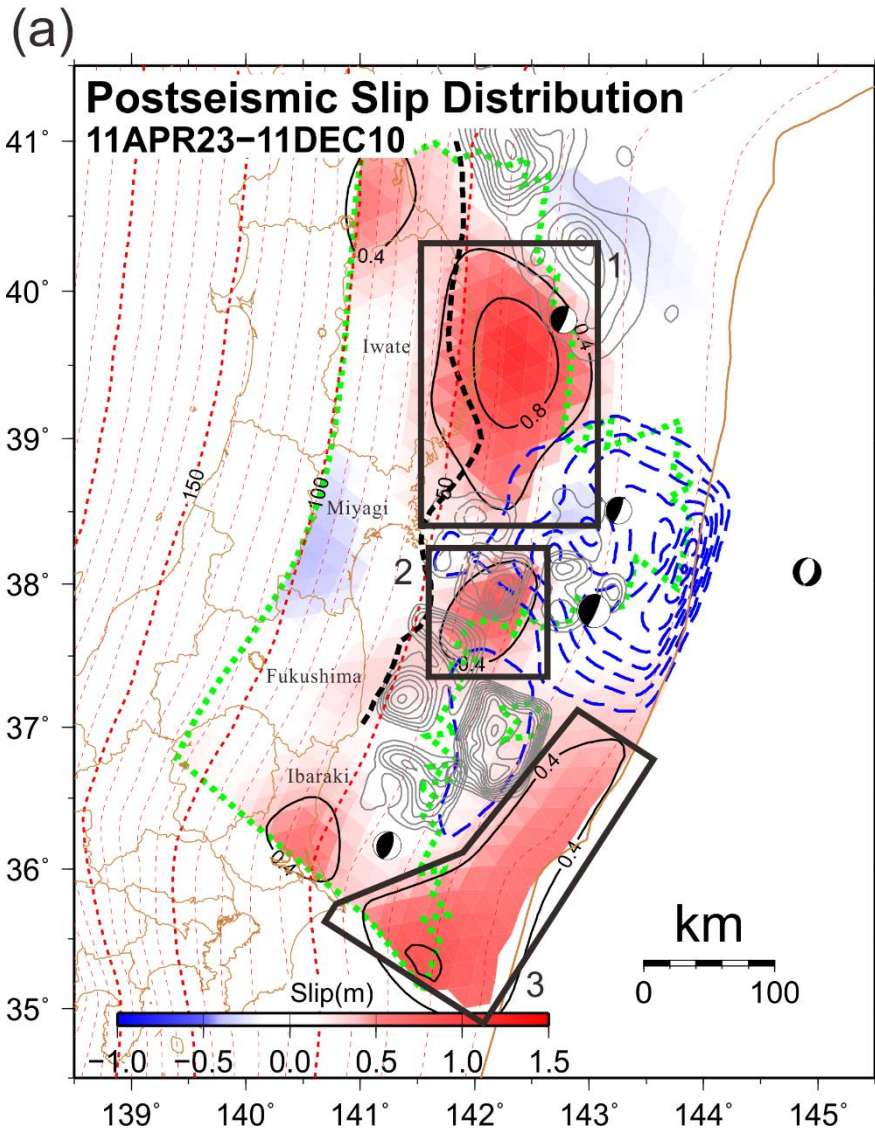 (a)
Postseismic Slip Distribution
11APR23−11DEC10
41°
40°
39°
38°
37°
36°
35°
0.4
1
Iwate
0.4
0.8
150
100
50
Miyagi
2
0.4
Fukushima
Ibaraki
0.4
0.4
0.4
3
km
0 100
Slip(m)
−1.0 −0.5 0.0 0.5 1.0 1.5
139° 140° 141° 142° 143° 144° 145°